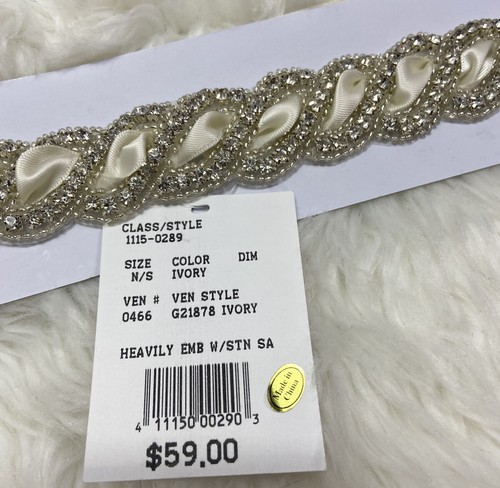 CLASS/STYLE
1115-0289
SIZE COLOR DIM
N/S IVORY
VEN # VEN STYLE
0466 G21878 IVORY
HEAVILY EMB W/STN SA
4 11150 00290 3
$59.00
Made in
China